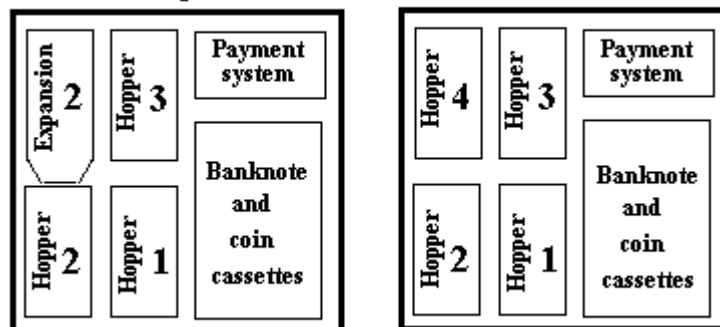 Expansion 2
Hopper 3
Payment
system
Hopper 2
Hopper 1
Banknote
and
coin
cassettes
Hopper 4
Hopper 3
Payment
system
Hopper 2
Hopper 1
Banknote
and
coin
cassettes